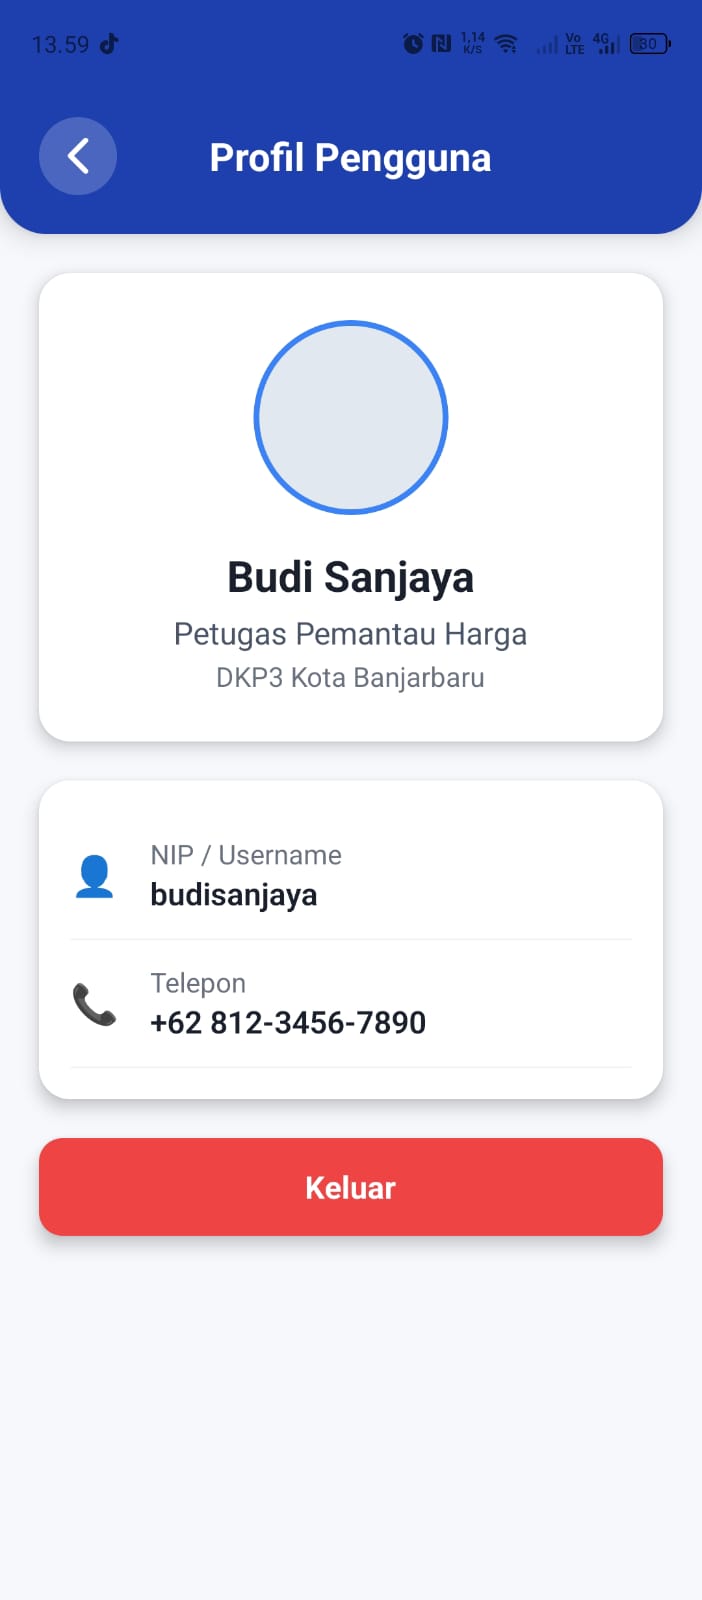 13.59
1,14
K/S
Vo
LTE
4G
30
Profil Pengguna
Budi Sanjaya
Petugas Pemantau Harga
DKP3 Kota Banjarbaru
NIP / Username
budisanjaya
Telepon
+62 812-3456-7890
Keluar